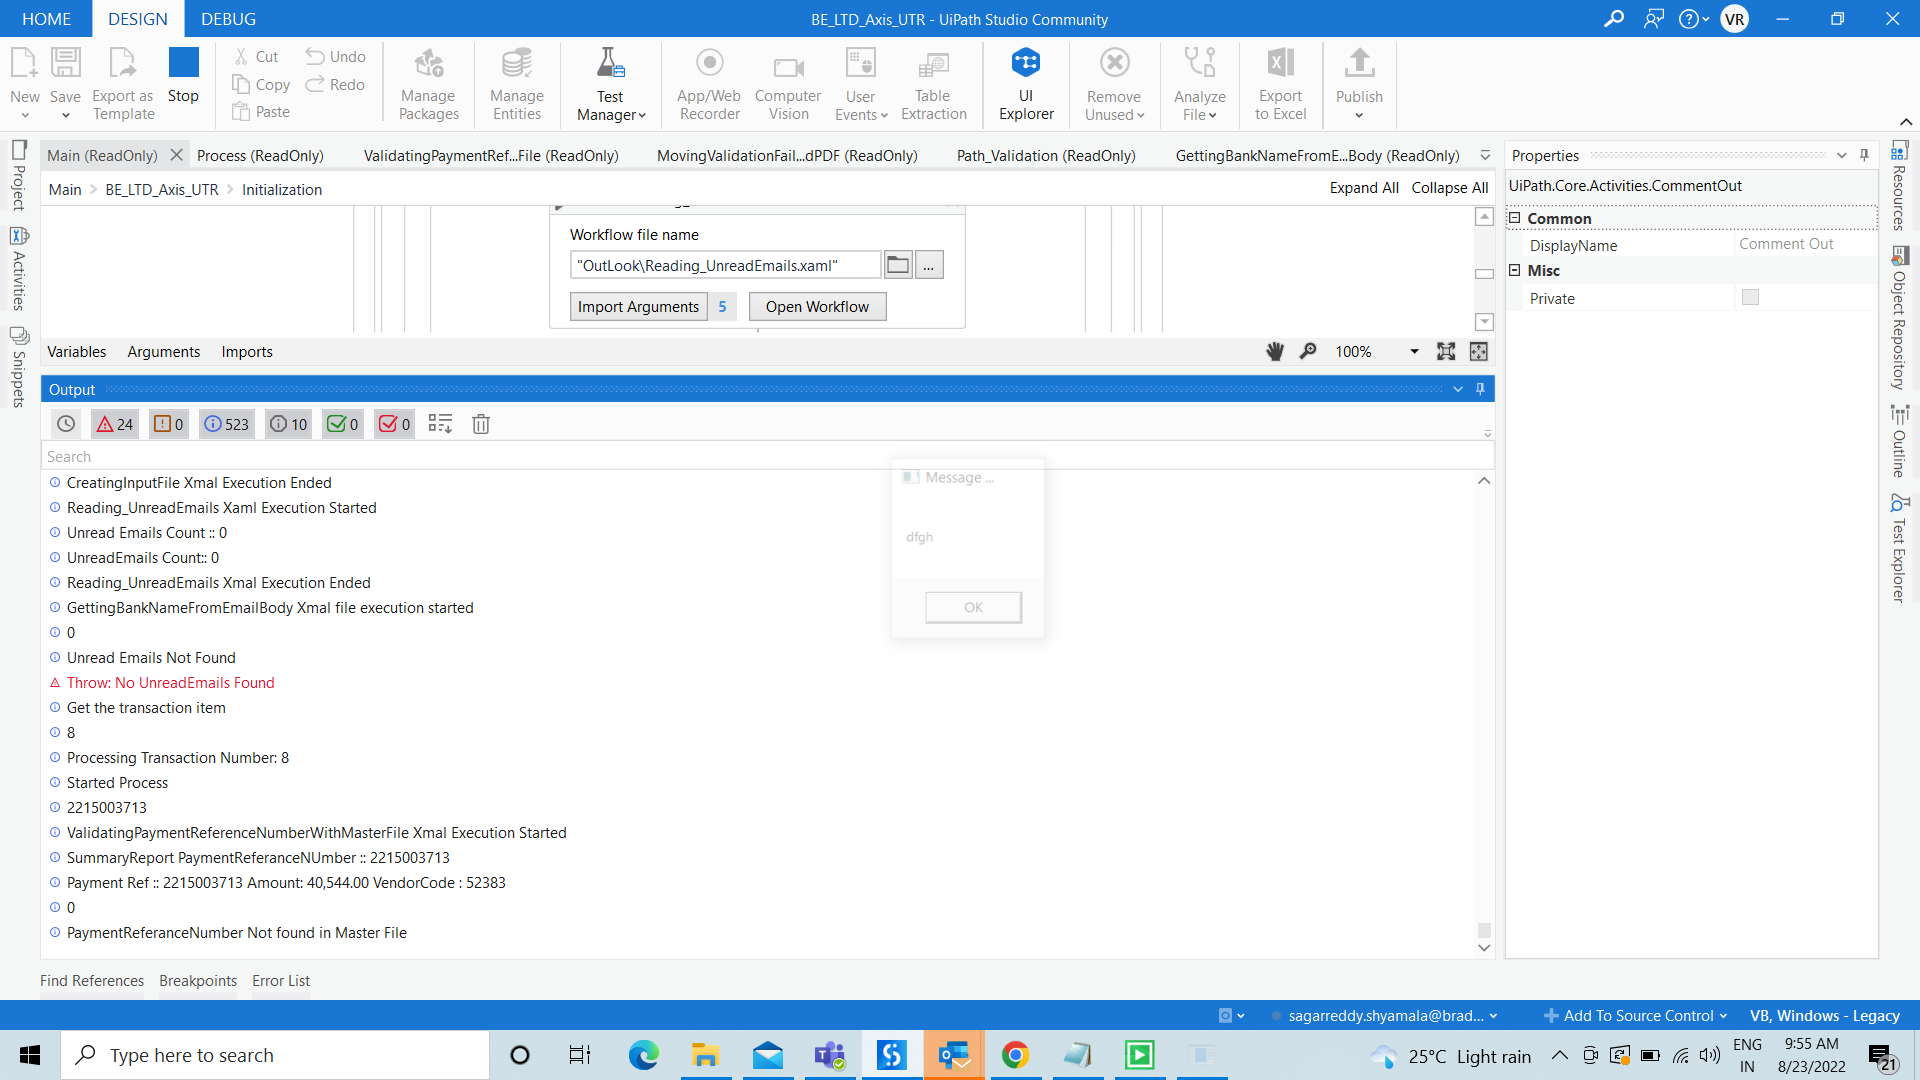 HOME DESIGN DEBUG BE_LTD_Axis_UTR - UiPath Studio Community VR
New Save Export as Template Stop Cut Copy Paste Undo Redo Manage Packages Manage Entities Test Manager App/Web Recorder Computer Vision User Events Table Extraction UI Explorer Remove Unused Analyze File Export to Excel Publish
Main (ReadOnly) Process (ReadOnly) ValidatingPaymentRef...File (ReadOnly) MovingValidationFail...dPDF (ReadOnly) Path_Validation (ReadOnly) GettingBankNameFromE...Body (ReadOnly)
Main > BE_LTD_Axis_UTR > Initialization Expand All Collapse All
Workflow file name
"OutLook\Reading_UnreadEmails.xaml" ...
Import Arguments 5 Open Workflow
Variables Arguments Imports 100%
Output
24 0 523 10 0 0
Search
CreatingInputFile Xmal Execution Ended
Reading_UnreadEmails Xaml Execution Started
Unread Emails Count :: 0
UnreadEmails Count:: 0
Reading_UnreadEmails Xmal Execution Ended
GettingBankNameFromEmailBody Xmal file execution started
0
Unread Emails Not Found
Throw: No UnreadEmails Found
Get the transaction item
8
Processing Transaction Number: 8
Started Process
2215003713
ValidatingPaymentReferenceNumberWithMasterFile Xmal Execution Started
SummaryReport PaymentReferanceNUmber :: 2215003713
Payment Ref :: 2215003713 Amount: 40,544.00 VendorCode : 52383
0
PaymentReferanceNumber Not found in Master File
Message ...
dfgh
OK
Find References Breakpoints Error List
Properties
UiPath.Core.Activities.CommentOut
Common
DisplayName Comment Out
Misc
Private
Project
Activities
Snippets
Resources
Object Repository
Outline
Test Explorer
sagarreddy.shyamala@brad... Add To Source Control VB, Windows - Legacy
Type here to search 25°C Light rain ENG IN 9:55 AM 8/23/2022 21